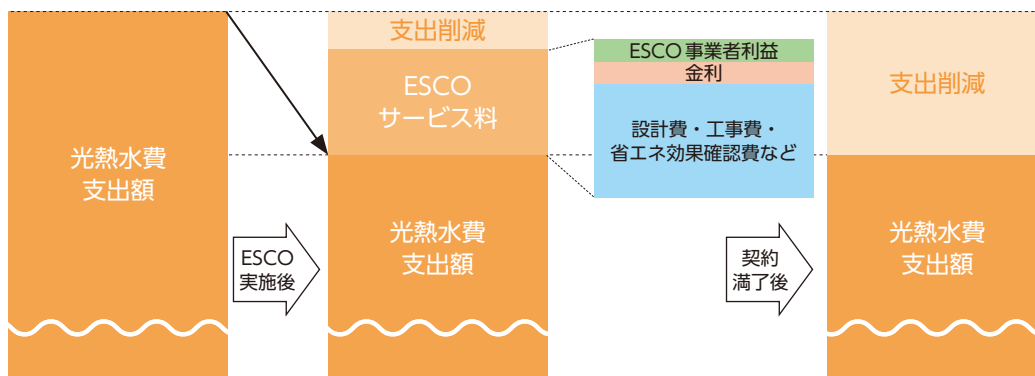 光熱水費
支出額
ESCO
実施後
支出削減
ESCO
サービス料
光熱水費
支出額
ESCO事業者利益
金利
設計費・工事費・
省エネ効果確認費など
契約
満了後
支出削減
光熱水費
支出額